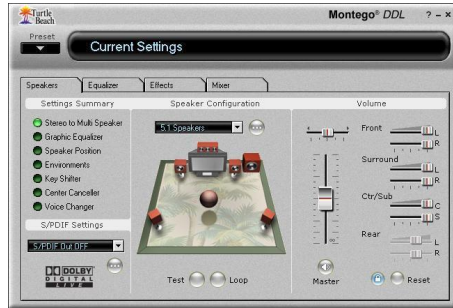 Turtle Beach
Montego® DDL ? – x
Preset
Current Settings
Speakers
Equalizer
Effects
Mixer
Settings Summary
Stereo to Multi Speaker
Graphic Equalizer
Speaker Position
Environments
Key Shifter
Center Canceller
Voice Changer
S/PDIF Settings
S/PDIF Out OFF
DOLBY
DIGITAL
LIVE
Speaker Configuration
5.1 Speakers
Test
Loop
Volume
Front
L
R
Surround
L
R
Ctr/Sub
C
S
Rear
L
R
Master
Reset